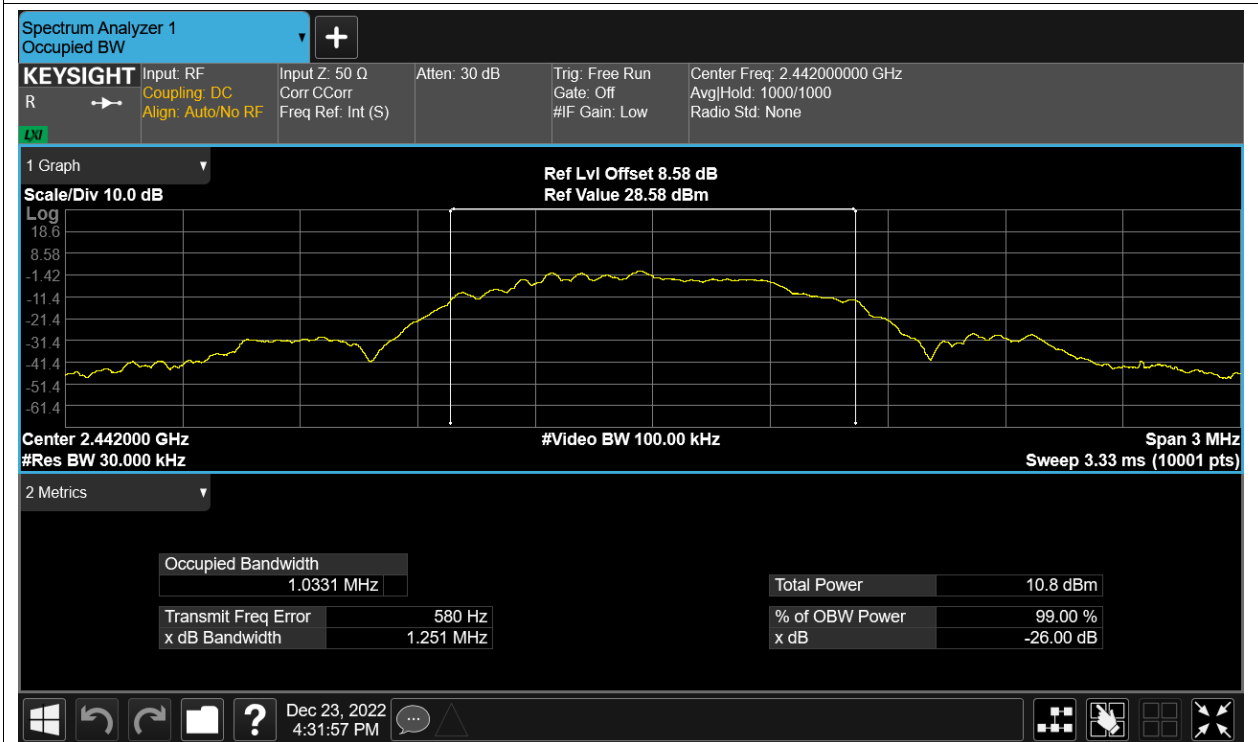 Spectrum Analyzer 1
Occupied BW
KEYSIGHT Input: RF Input Z: 50 Ω Atten: 30 dB Trig: Free Run Center Freq: 2.442000000 GHz
R Coupling: DC Corr CCorr Gate: Off Avg|Hold: 1000/1000
Align: Auto/No RF Freq Ref: Int (S) #IF Gain: Low Radio Std: None
LXI
1 Graph
Ref Lvl Offset 8.58 dB
Scale/Div 10.0 dB Ref Value 28.58 dBm
Log
18.6
8.58
-1.42
-11.4
-21.4
-31.4
-41.4
-51.4
-61.4
Center 2.442000 GHz #Video BW 100.00 kHz Span 3 MHz
#Res BW 30.000 kHz Sweep 3.33 ms (10001 pts)
2 Metrics
Occupied Bandwidth
1.0331 MHz Total Power 10.8 dBm
Transmit Freq Error 580 Hz % of OBW Power 99.00 %
x dB Bandwidth 1.251 MHz x dB -26.00 dB
? Dec 23, 2022
4:31:57 PM